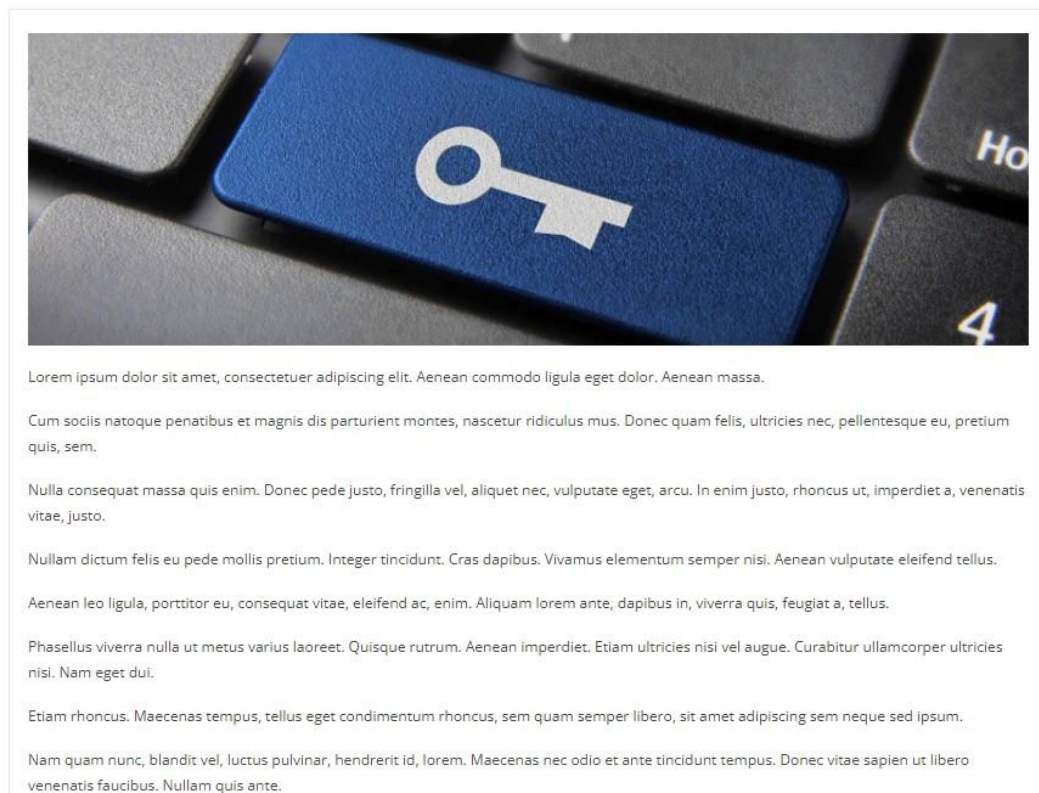 Ho
4
Lorem ipsum dolor sit amet, consectetuer adipiscing elit. Aenean commodo ligula eget dolor. Aenean massa.
Cum sociis natoque penatibus et magnis dis parturient montes, nascetur ridiculus mus. Donec quam felis, ultricies nec, pellentesque eu, pretium
quis, sem.
Nulla consequat massa quis enim. Donec pede justo, fringilla vel, aliquet nec, vulputate eget, arcu. In enim justo, rhoncus ut, imperdiet a, venenatis
vitae, justo.
Nullam dictum felis eu pede mollis pretium. Integer tincidunt. Cras dapibus. Vivamus elementum semper nisi. Aenean vulputate eleifend tellus.
Aenean leo ligula, porttitor eu, consequat vitae, eleifend ac, enim. Aliquam lorem ante, dapibus in, viverra quis, feugiat a, tellus.
Phasellus viverra nulla ut metus varius laoreet. Quisque rutrum. Aenean imperdiet. Etiam ultricies nisi vel augue. Curabitur ullamcorper ultricies
nisi. Nam eget dui.
Etiam rhoncus. Maecenas tempus, tellus eget condimentum rhoncus, sem quam semper libero, sit amet adipiscing sem neque sed ipsum.
Nam quam nunc, blandit vel, luctus pulvinar, hendrerit id, lorem. Maecenas nec odio et ante tincidunt tempus. Donec vitae sapien ut libero
venenatis faucibus. Nullam quis ante.